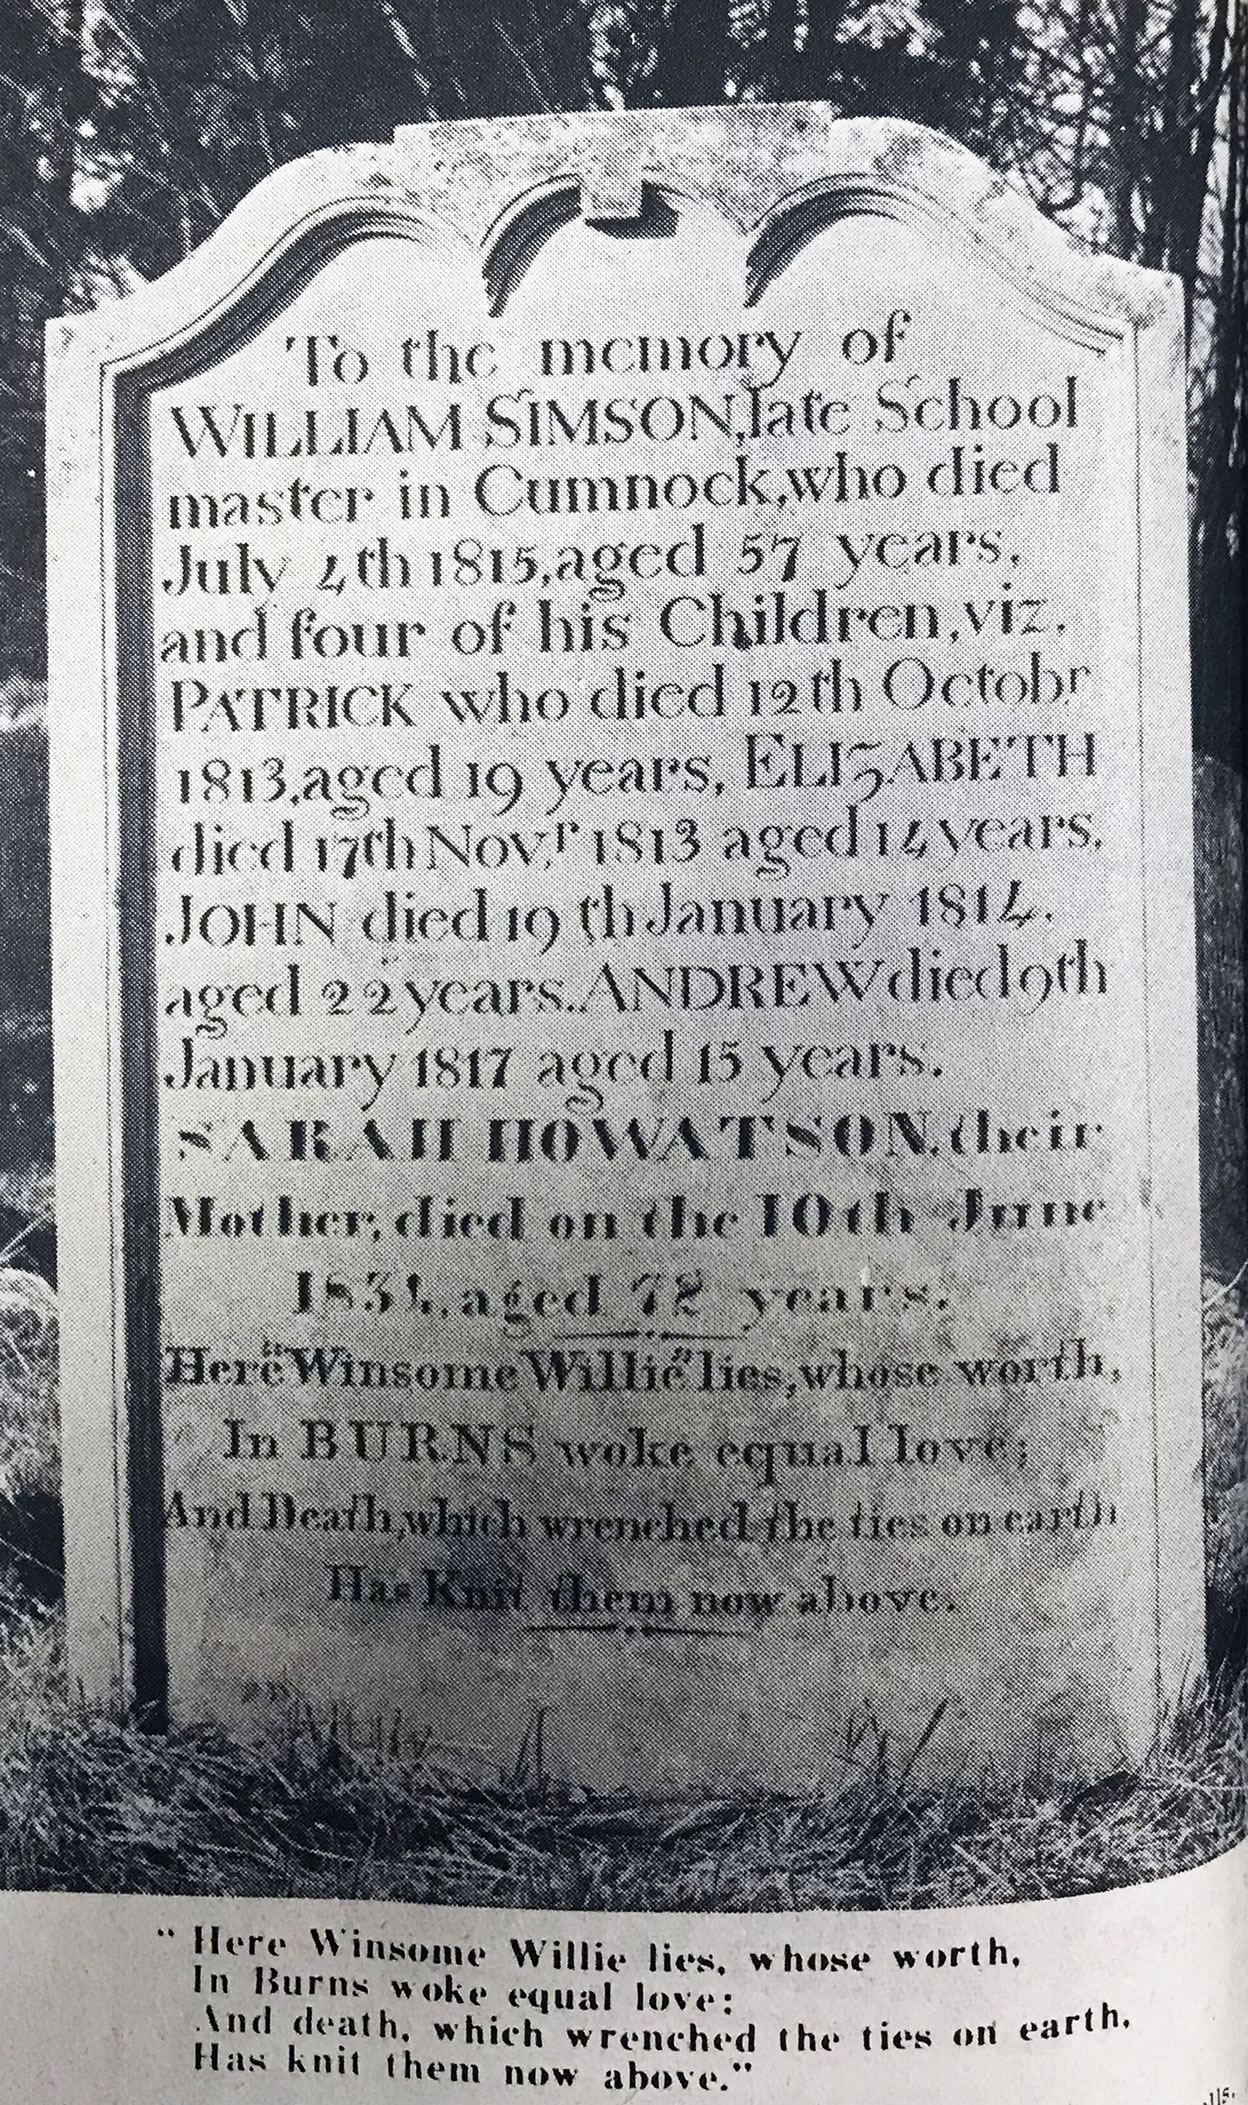 To the memory of
WILLIAM SIMSON, late School
master in Cumnock, who died
July 4th 1815, aged 57 years,
and four of his Children, viz.
PATRICK who died 12th Octobr
1813, aged 19 years, ELIZABETH
died 17th Novr 1813 aged 14 years,
JOHN died 19th January 1814,
aged 22 years. ANDREW died 9th
January 1817 aged 15 years.
SARAH HOWATSON, their
Mother, died on the 10th June
1834, aged 72 years.
Here "Winsome Willie" lies, whose worth,
In BURNS woke equal love;
And Death, which wrenched the ties on earth
Has Knit them now above.
"Here Winsome Willie lies, whose worth,
In Burns woke equal love;
And death, which wrenched the ties on earth,
Has knit them now above."